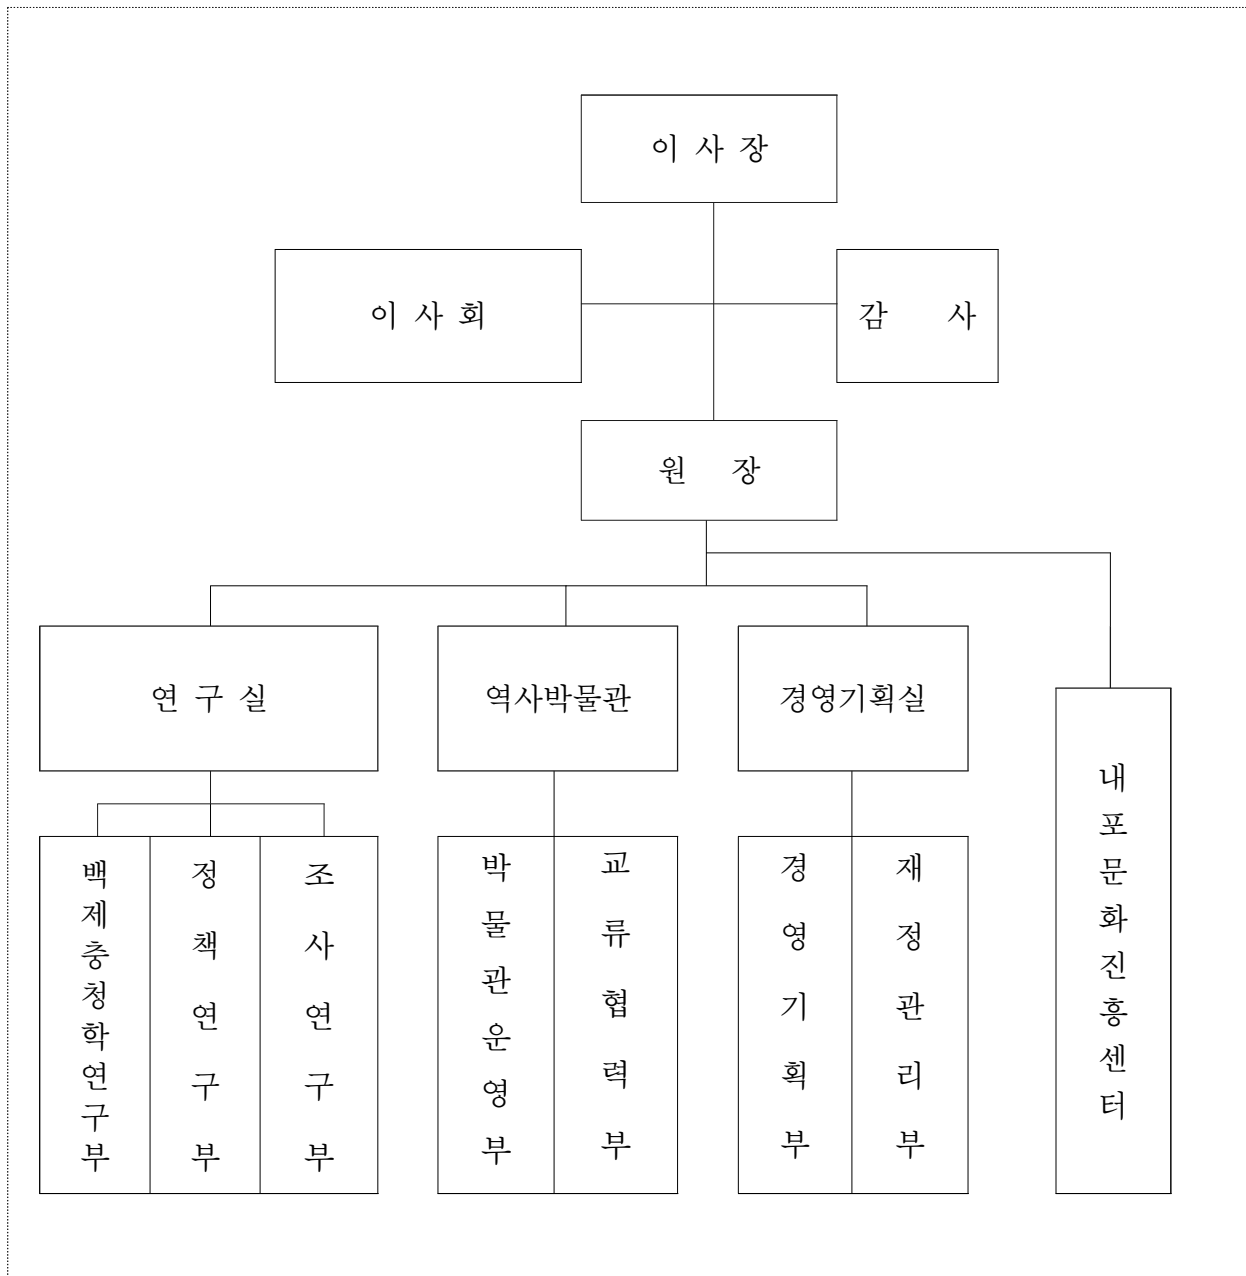 이 사 장
이 사 회
감 사
원 장
연 구 실
역사박물관
경영기획실
내포문화진흥센터
백제충청학연구부
정책연구부
조사연구부
박물관운영부
교류협력부
경영기획부
재정관리부